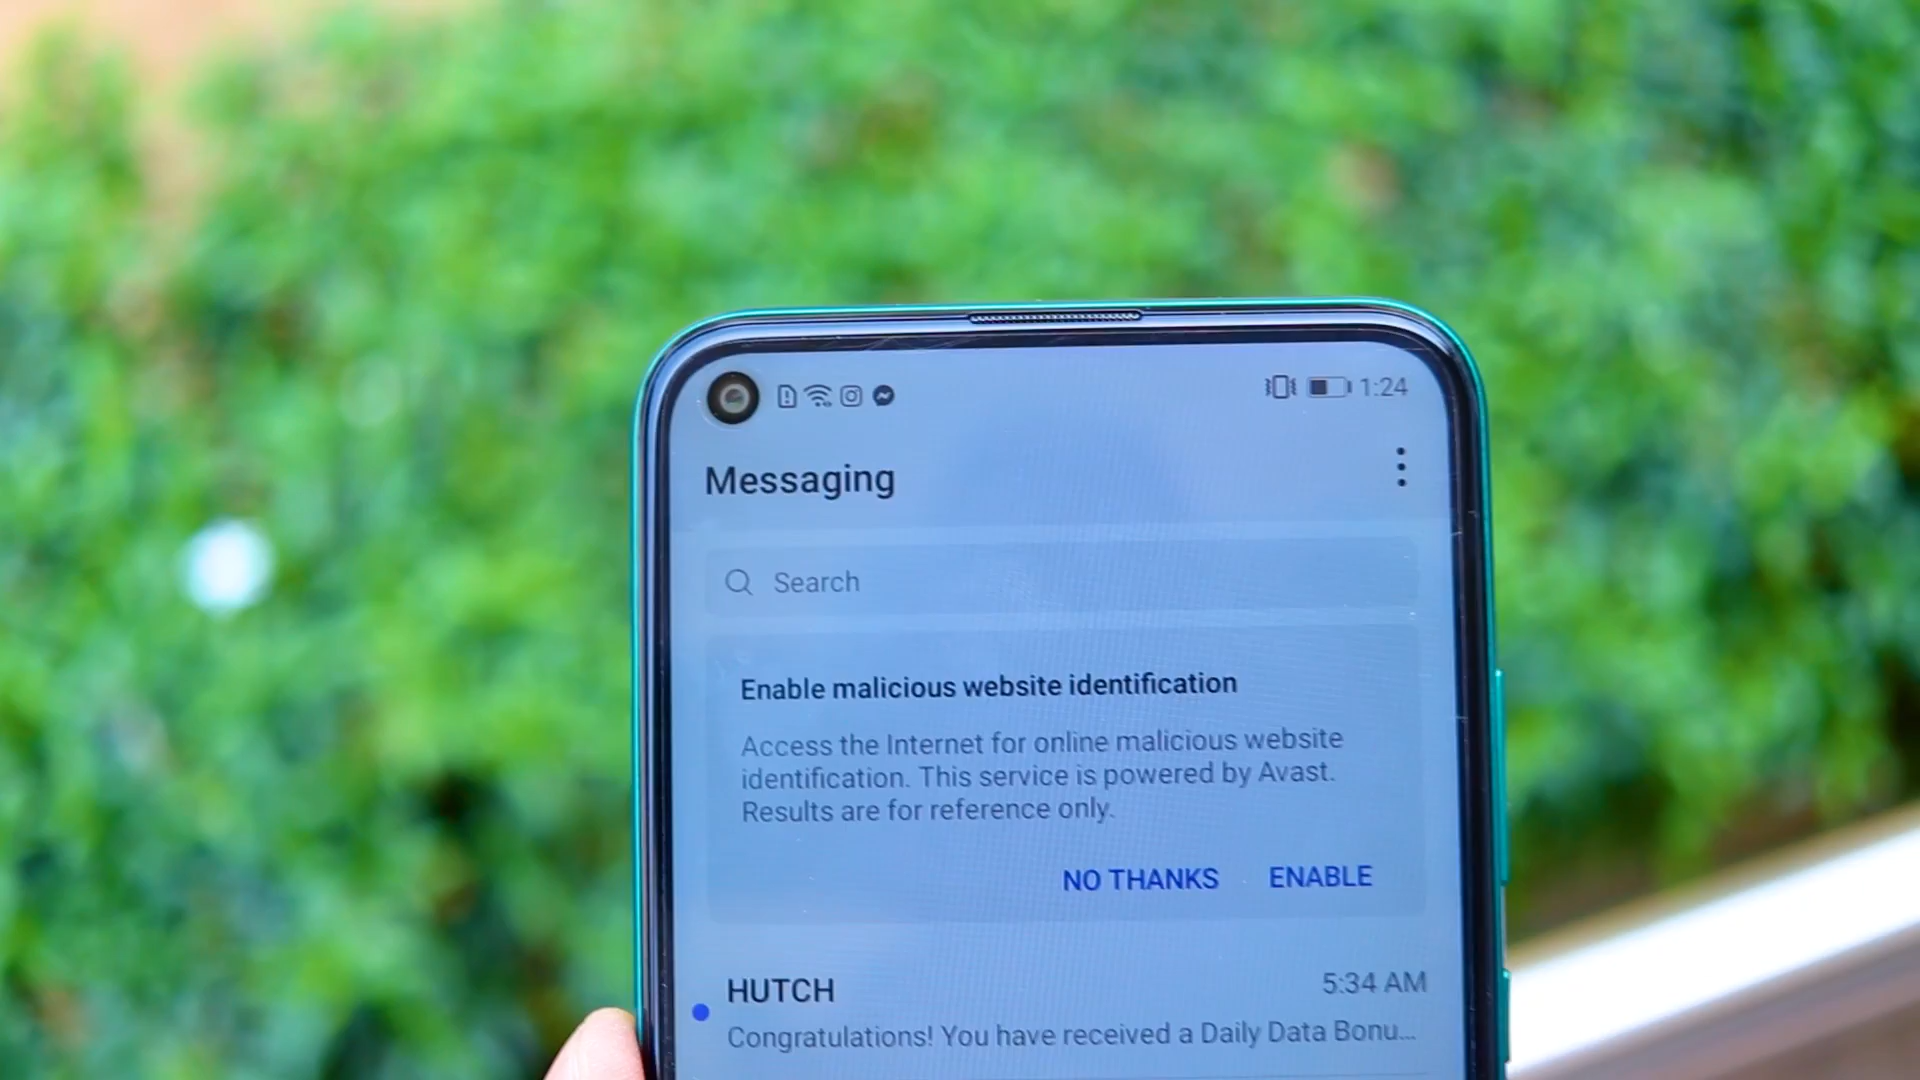 1:24
Messaging
Search
Enable malicious website identification
Access the Internet for online malicious website
identification. This service is powered by Avast.
Results are for reference only.
NO THANKS ENABLE
HUTCH 5:34 AM
Congratulations! You have received a Daily Data Bonu...